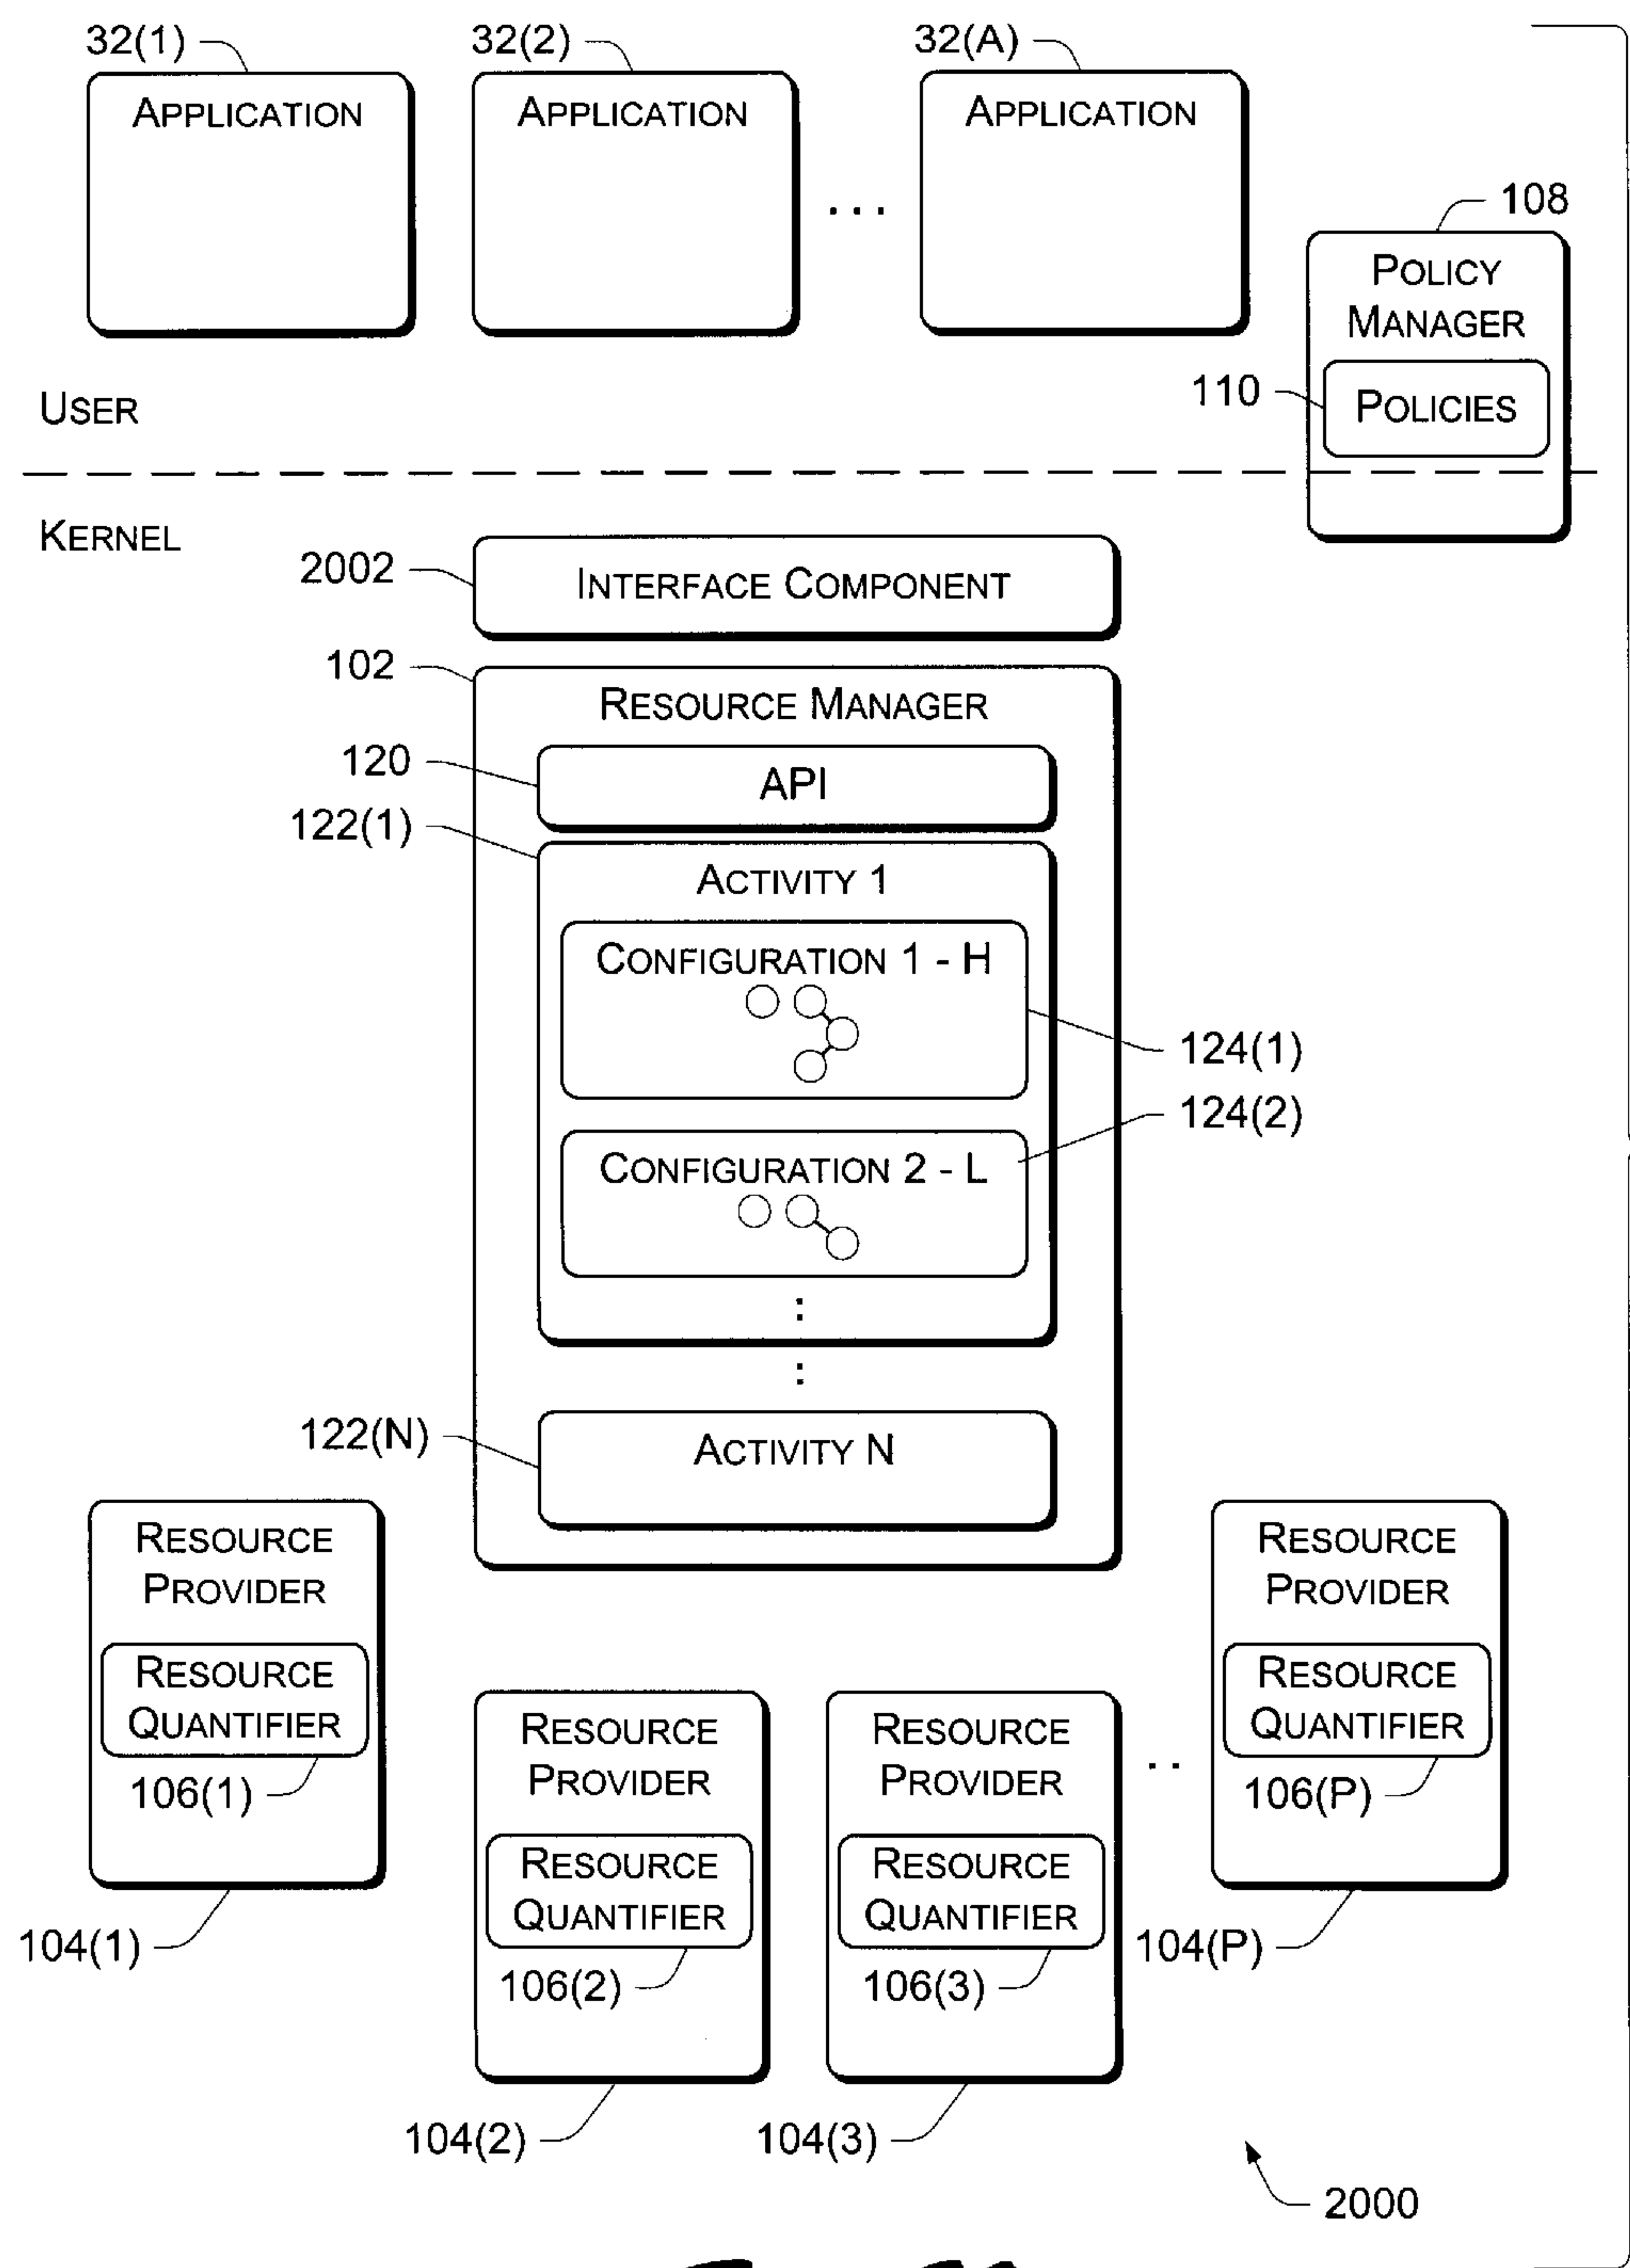 32(1)
32(2)
32(A)
APPLICATION
APPLICATION
APPLICATION
...
108
POLICY
MANAGER
110
POLICIES
USER
KERNEL
2002
INTERFACE COMPONENT
102
RESOURCE MANAGER
120
API
122(1)
ACTIVITY 1
CONFIGURATION 1 - H
124(1)
124(2)
CONFIGURATION 2 - L
122(N)
ACTIVITY N
RESOURCE
PROVIDER
RESOURCE
QUANTIFIER
106(1)
104(1)
RESOURCE
PROVIDER
RESOURCE
QUANTIFIER
106(2)
104(2)
RESOURCE
PROVIDER
RESOURCE
QUANTIFIER
106(3)
104(3)
..
RESOURCE
PROVIDER
RESOURCE
QUANTIFIER
106(P)
104(P)
2000